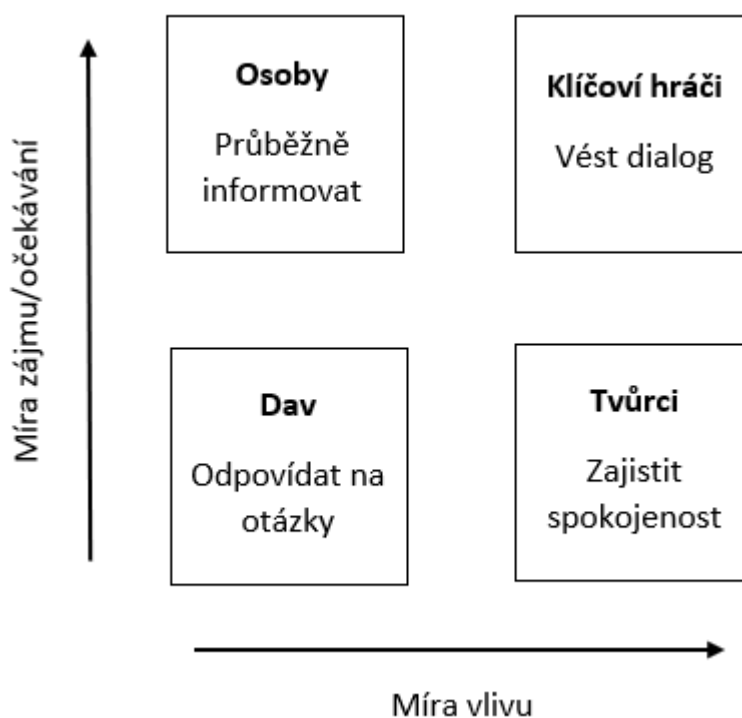 Míra zájmu/očekávání
Osoby
Průběžně
informovat
Klíčoví hráči
Vést dialog
Dav
Odpovídat na
otázky
Tvůrci
Zajistit
spokojenost
Míra vlivu